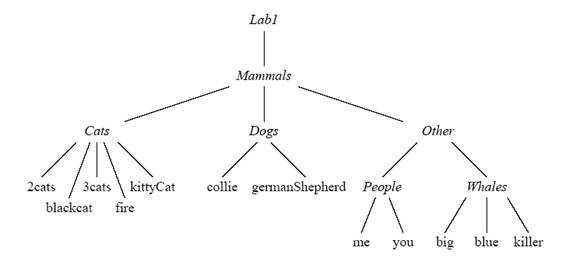 Lab1
Mammals
Cats Dogs Other
2cats 3cats kittyCat collie germanShepherd People Whales
blackcat fire
me you big blue killer